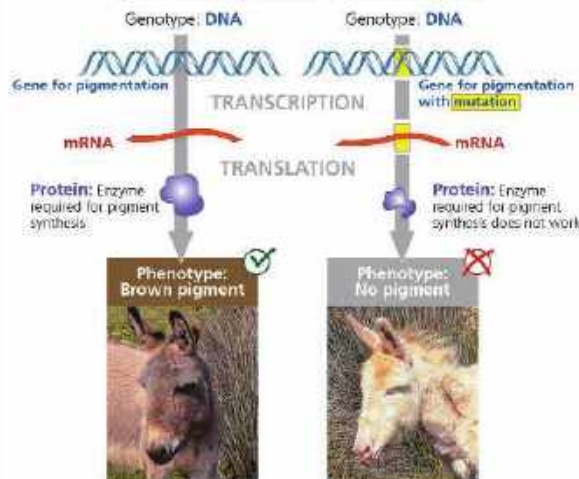 Genotype: DNA
Gene for pigmentation
mRNA
Protein: Enzyme
required for pigment
synthesis
Phenotype:
Brown pigment
TRANSCRIPTION
TRANSLATION
Genotype: DNA
Gene for pigmentation
with mutation
mRNA
Protein: Enzyme
required for pigment
synthesis does not work
Phenotype:
No pigment